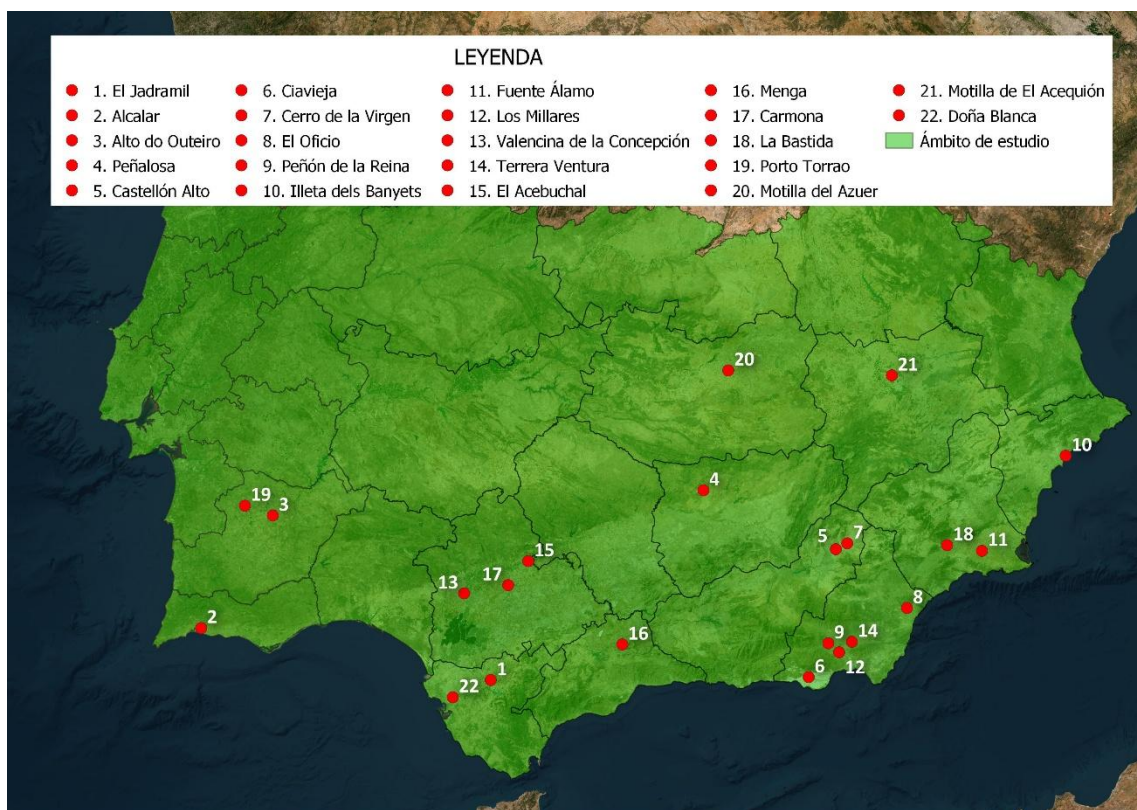 LEYENDA
1. El Jadramil
2. Alcalar
3. Alto do Outeiro
4. Peñalosa
5. Castellón Alto
6. Ciavieja
7. Cerro de la Virgen
8. El Oficio
9. Peñón de la Reina
10. Illeta dels Banyets
11. Fuente Álamo
12. Los Millares
13. Valencina de la Concepción
14. Terrera Ventura
15. El Acebuchal
16. Menga
17. Carmona
18. La Bastida
19. Porto Torrao
20. Motilla del Azuer
21. Motilla de El Acequión
22. Doña Blanca
Ámbito de estudio
20
21
10
4
19
3
5
7
18
11
15
13
17
8
2
16
9
14
12
6
1
22